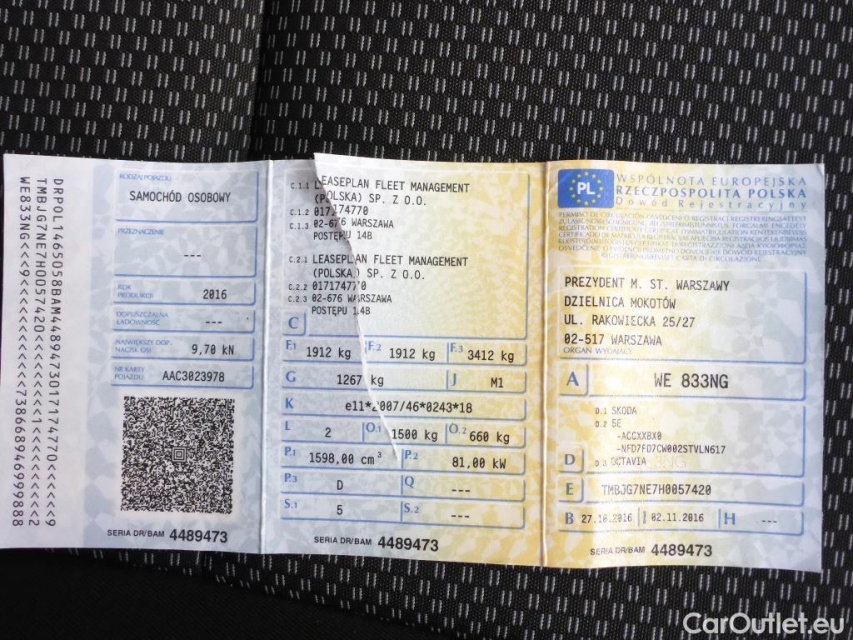 DRPOL1465058BAM4489473017174770<<<<<<<9
TMBJG7NE7H0057420<<<<<<<<<<1<<<<<2
RODZAJ POJAZDU
SAMOCHÓD OSOBOWY
PRZEZNACZENIE
---
ROK PRODUKCJI
2016
DOPUSZCZALNA ŁADOWNOŚĆ
---
NAJWIĘKSZY DOP. NACISK OSI
9,70 kN
NR KARTY POJAZDU
AAC3023978
SERIA DR/BAM 4489473
C.1.1 LEASEPLAN FLEET MANAGEMENT
(POLSKA) SP. Z O.O.
C.1.2 017174770
C.1.3 02-676 WARSZAWA
POSTĘPU 14B
C.2.1 LEASEPLAN FLEET MANAGEMENT
(POLSKA) SP. Z O.O.
C.2.2 017174770
C.2.3 02-676 WARSZAWA
POSTĘPU 14B
C
F.1 1912 kg F.2 1912 kg F.3 3412 kg
G 1267 kg J M1
K e11*2007/46*0243*18
L 2 O.1 1500 kg O.2 660 kg
P.1 1598,00 cm³ P.2 81,00 kW
P.3 D Q ---
S.1 5 S.2 ---
SERIA DR/BAM 4489473
PL
WSPÓLNOTA EUROPEJSKA
RZECZPOSPOLITA POLSKA
Dowód Rejestracyjny
PREZYDENT M. ST. WARSZAWY
DZIELNICA MOKOTÓW
UL. RAKOWIECKA 25/27
02-517 WARSZAWA
ORGAN WYDAJĄCY
A WE 833NG
D.1 SKODA
D.2 5E
-ACCXXBX0
-NFD7FD7CW002STVLN617
D D.3 OCTAVIA
E TMBJG7NE7H0057420
B 27.10.2016 I 02.11.2016 H ---
SERIA DR/BAM 4489473
CarOutlet.eu